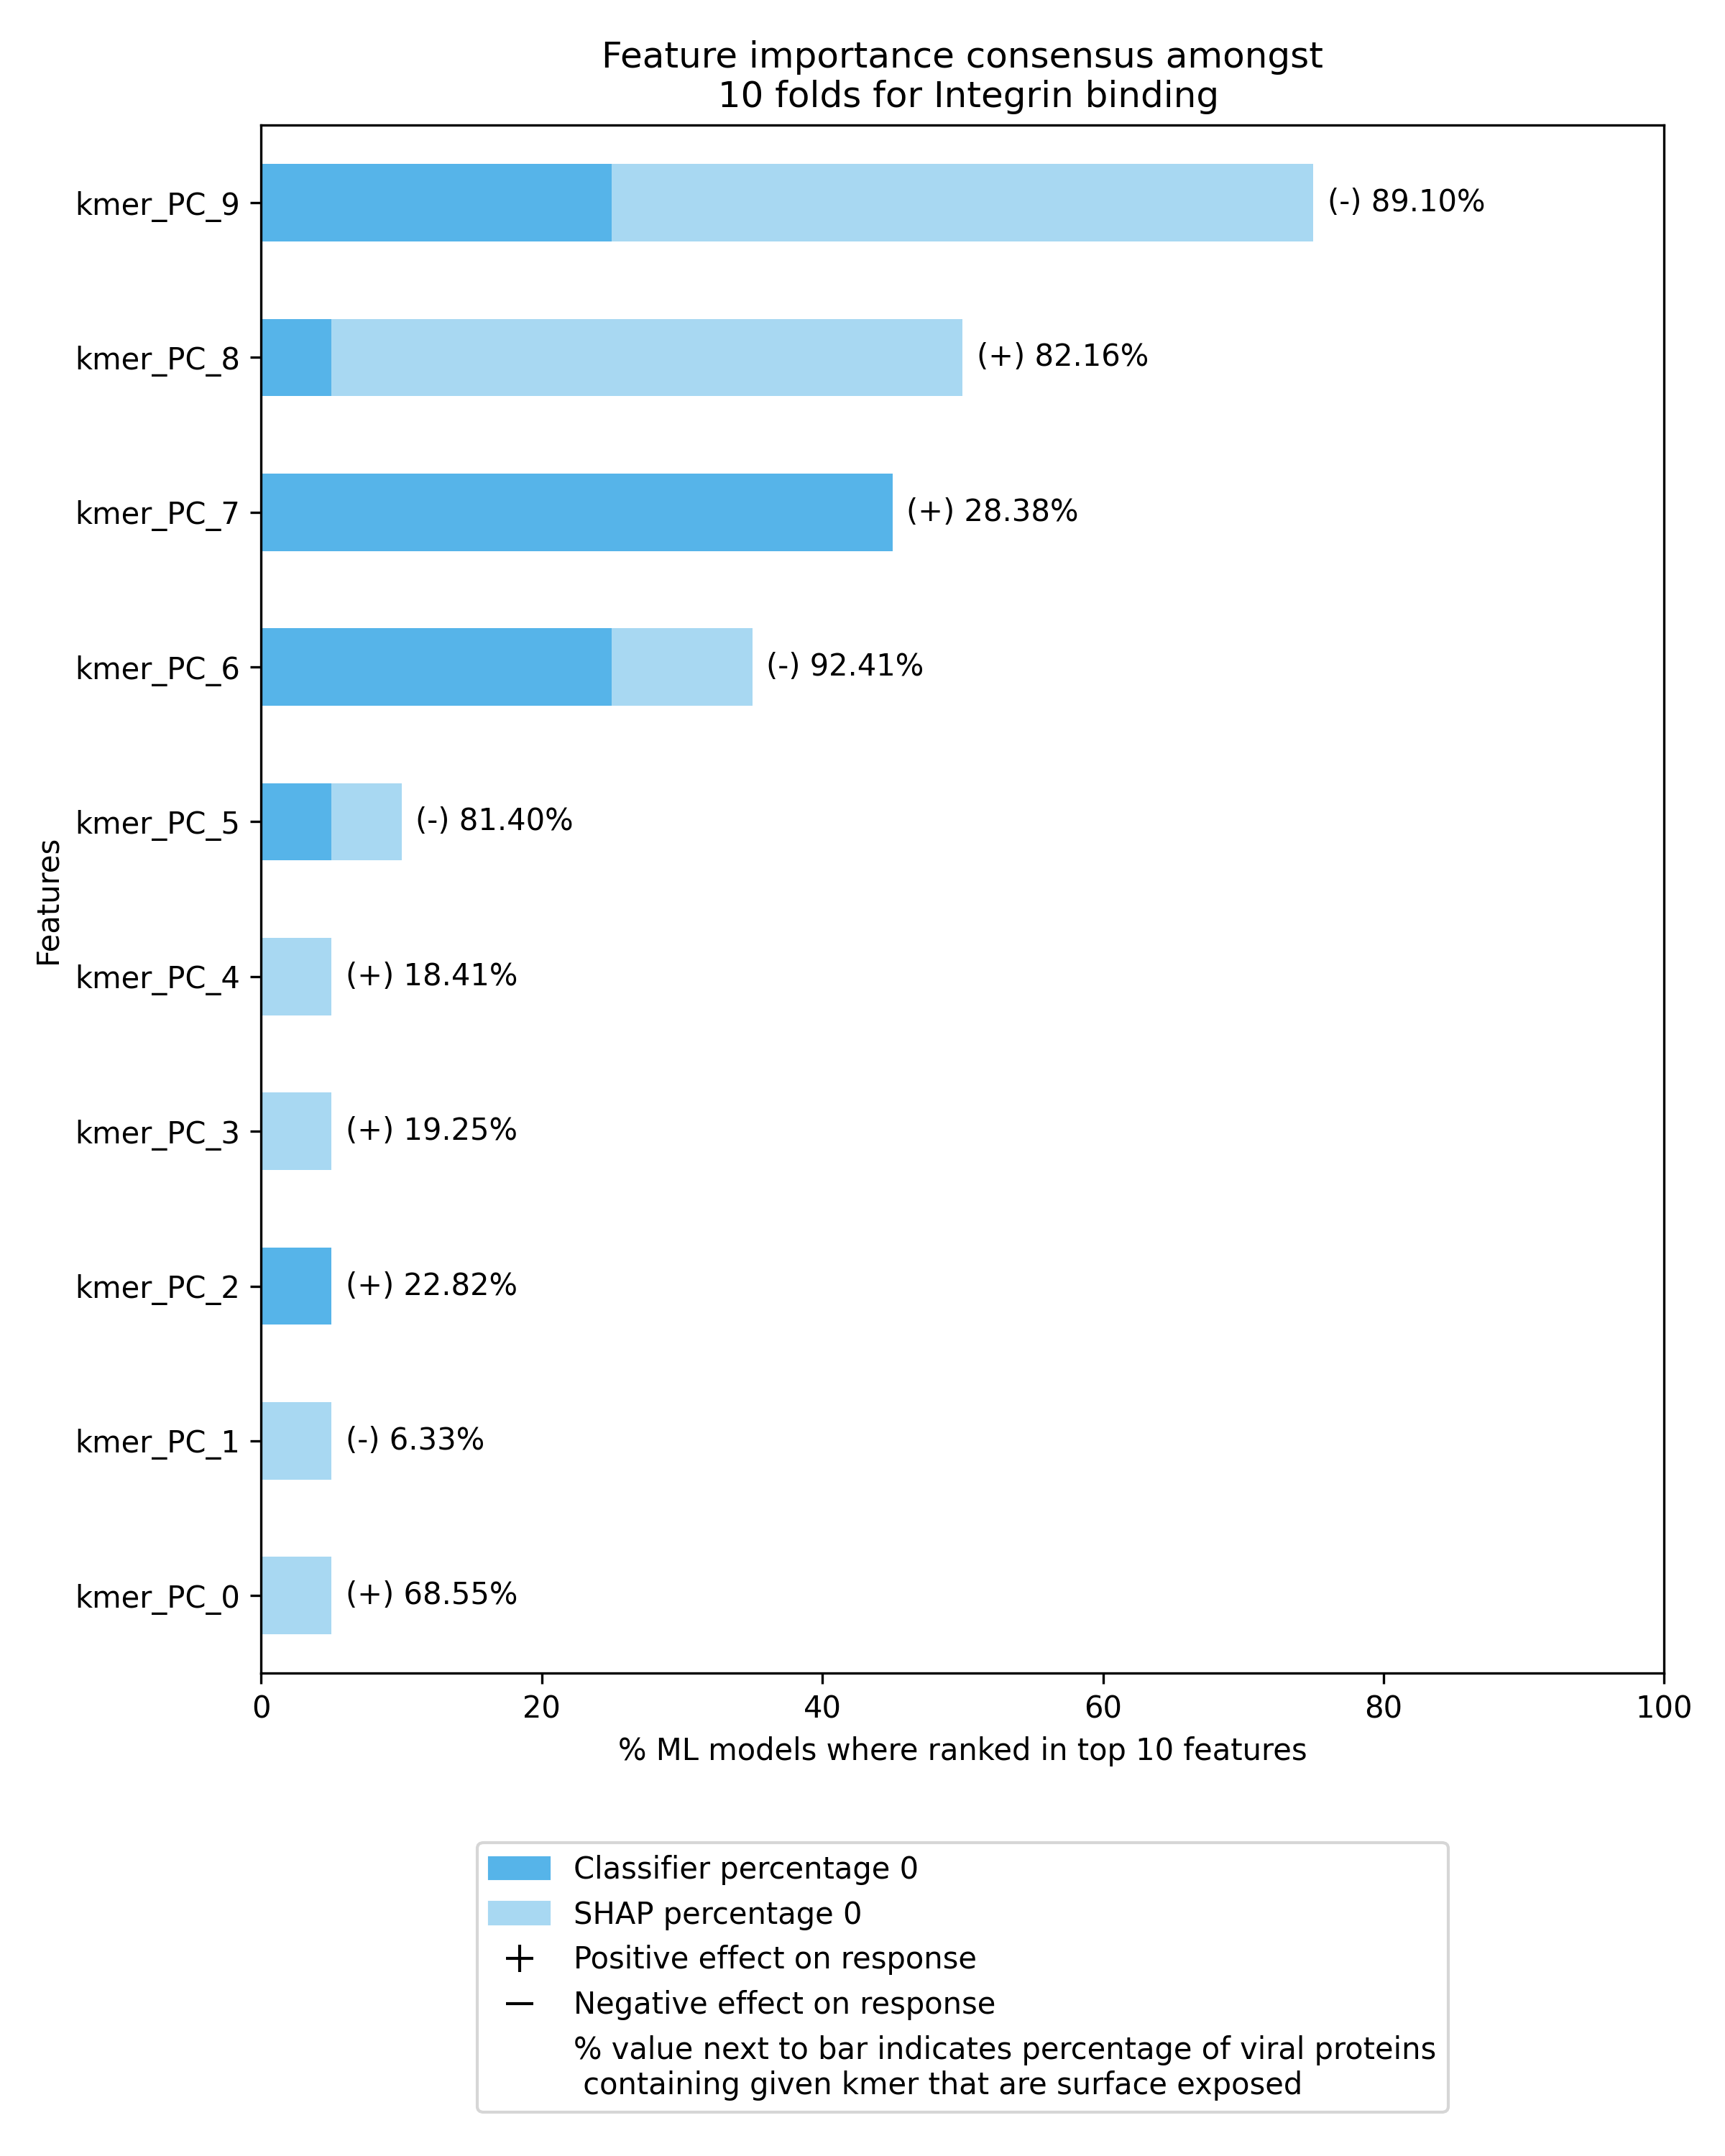 Feature importance consensus amongst
10 folds for Integrin binding
kmer_PC_9
(-) 89.10%
kmer_PC_8
(+) 82.16%
kmer_PC_7
(+) 28.38%
kmer_PC_6
(-) 92.41%
kmer_PC_5
(-) 81.40%
kmer_PC_4
(+) 18.41%
kmer_PC_3
(+) 19.25%
kmer_PC_2
(+) 22.82%
kmer_PC_1
(-) 6.33%
kmer_PC_0
(+) 68.55%
Features
0 20 40 60 80 100
% ML models where ranked in top 10 features
Classifier percentage 0
SHAP percentage 0
Positive effect on response
Negative effect on response
% value next to bar indicates percentage of viral proteins
containing given kmer that are surface exposed